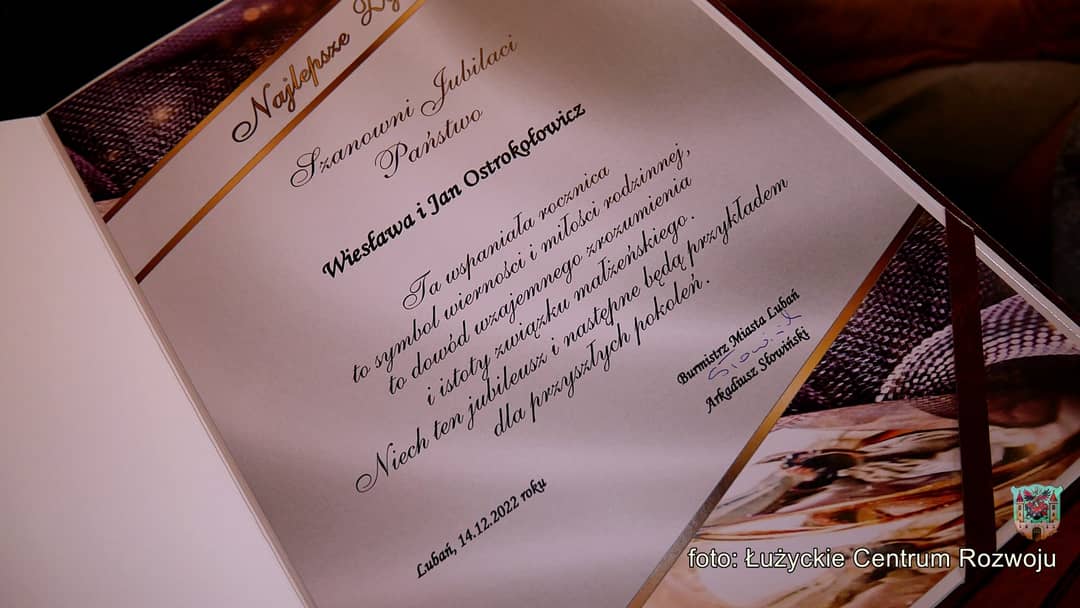 Najlepsze
Szanowni Jubilaci
Państwo
Wiesława i Jan Ostrokołowicz
Ta wspaniała rocznica
to symbol wierności i miłości rodzinnej,
to dowód wzajemnego zrozumienia
i istoty związku małżeńskiego.
Niech ten jubileusz i następne będą przykładem
dla przyszłych pokoleń.
Burmistrz Miasta Lubań
Arkadiusz Słowiński
Lubań, 14.12.2022 roku
foto: Łużyckie Centrum Rozwoju